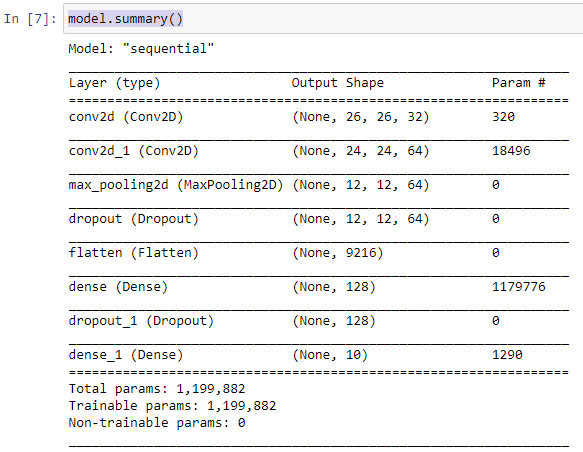 In [7]: model.summary()
Model: "sequential"
_________________________________________________________________
Layer (type)                 Output Shape              Param #
=================================================================
conv2d (Conv2D)              (None, 26, 26, 32)        320
_________________________________________________________________
conv2d_1 (Conv2D)            (None, 24, 24, 64)        18496
_________________________________________________________________
max_pooling2d (MaxPooling2D) (None, 12, 12, 64)        0
_________________________________________________________________
dropout (Dropout)            (None, 12, 12, 64)        0
_________________________________________________________________
flatten (Flatten)            (None, 9216)              0
_________________________________________________________________
dense (Dense)                (None, 128)               1179776
_________________________________________________________________
dropout_1 (Dropout)          (None, 128)               0
_________________________________________________________________
dense_1 (Dense)              (None, 10)                1290
=================================================================
Total params: 1,199,882
Trainable params: 1,199,882
Non-trainable params: 0
_________________________________________________________________